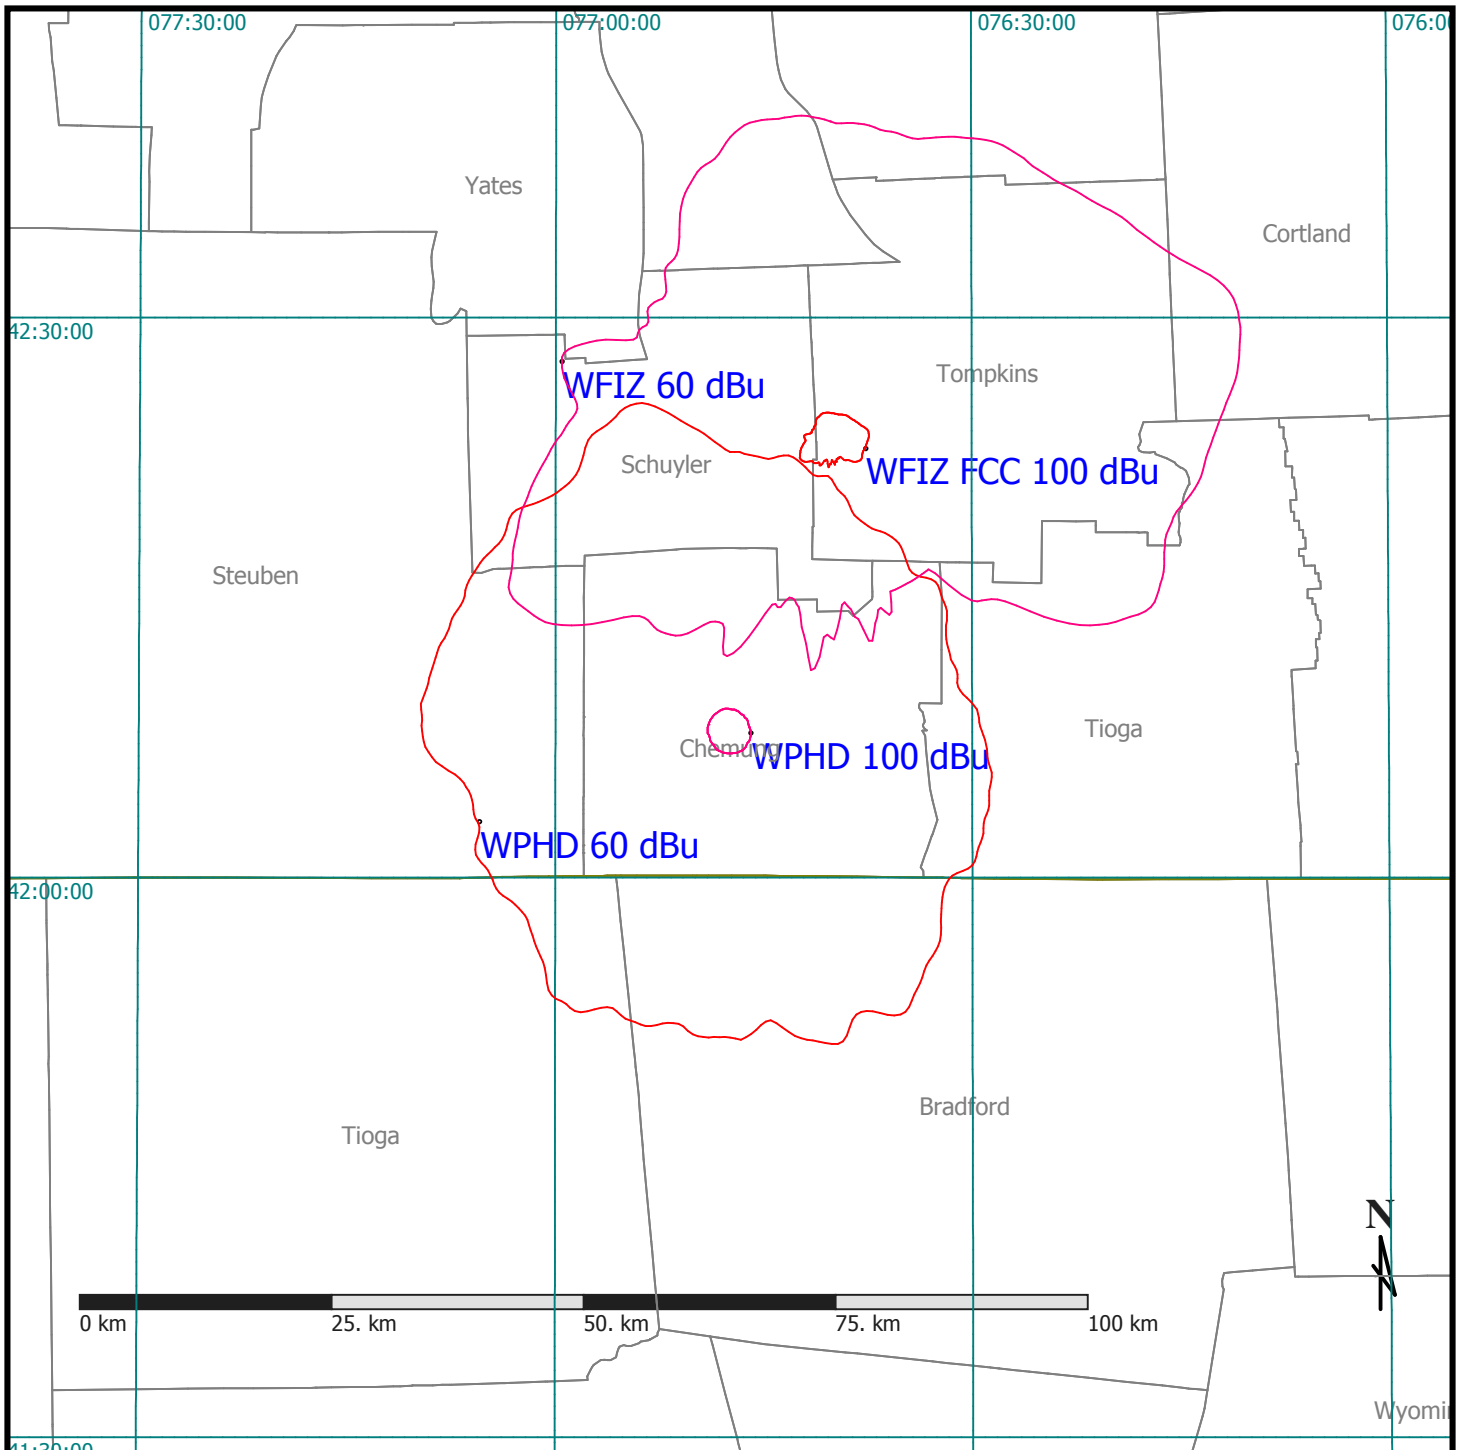 077:30:00
077:00:00
076:30:00
Yates
Cortland
42:30:00
WFIZ 60 dBu
Tompkins
Schuyler
WFIZ FCC 100 dBu
Steuben
Tioga
Chemung
WPHD 100 dBu
WPHD 60 dBu
42:00:00
Bradford
Tioga
N
0 km
25. km
50. km
75. km
100 km